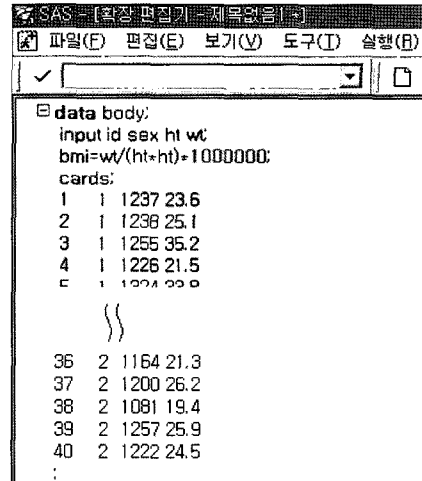 SAS - [확장 편집기 - 제목없음1 *]
파일(F) 편집(E) 보기(V) 도구(T) 실행(R)
data body;
input id sex ht wt;
bmi=wt/(ht*ht)*1000000;
cards;
1 1 1237 23.6
2 1 1238 25.1
3 1 1255 35.2
4 1 1226 21.5
36 2 1164 21.3
37 2 1200 26.2
38 2 1081 19.4
39 2 1257 25.9
40 2 1222 24.5
;